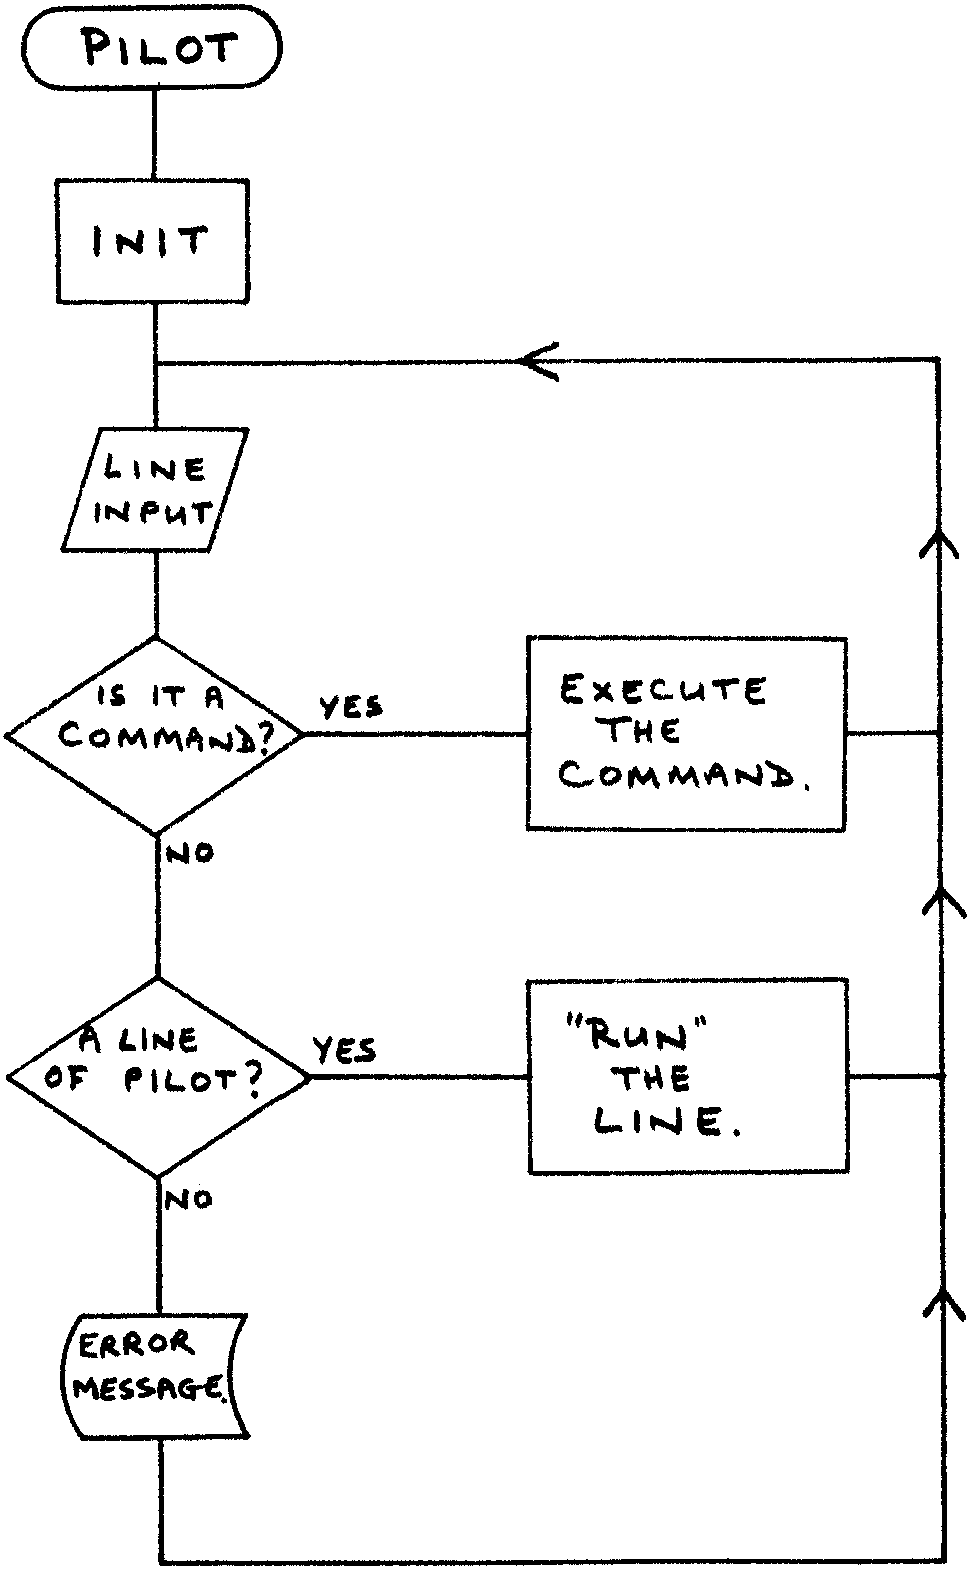 PILOT
INIT
LINE
INPUT
IS IT A
COMMAND?
YES
EXECUTE
THE
COMMAND.
NO
A LINE
OF PILOT?
YES
"RUN"
THE
LINE.
NO
ERROR
MESSAGE.